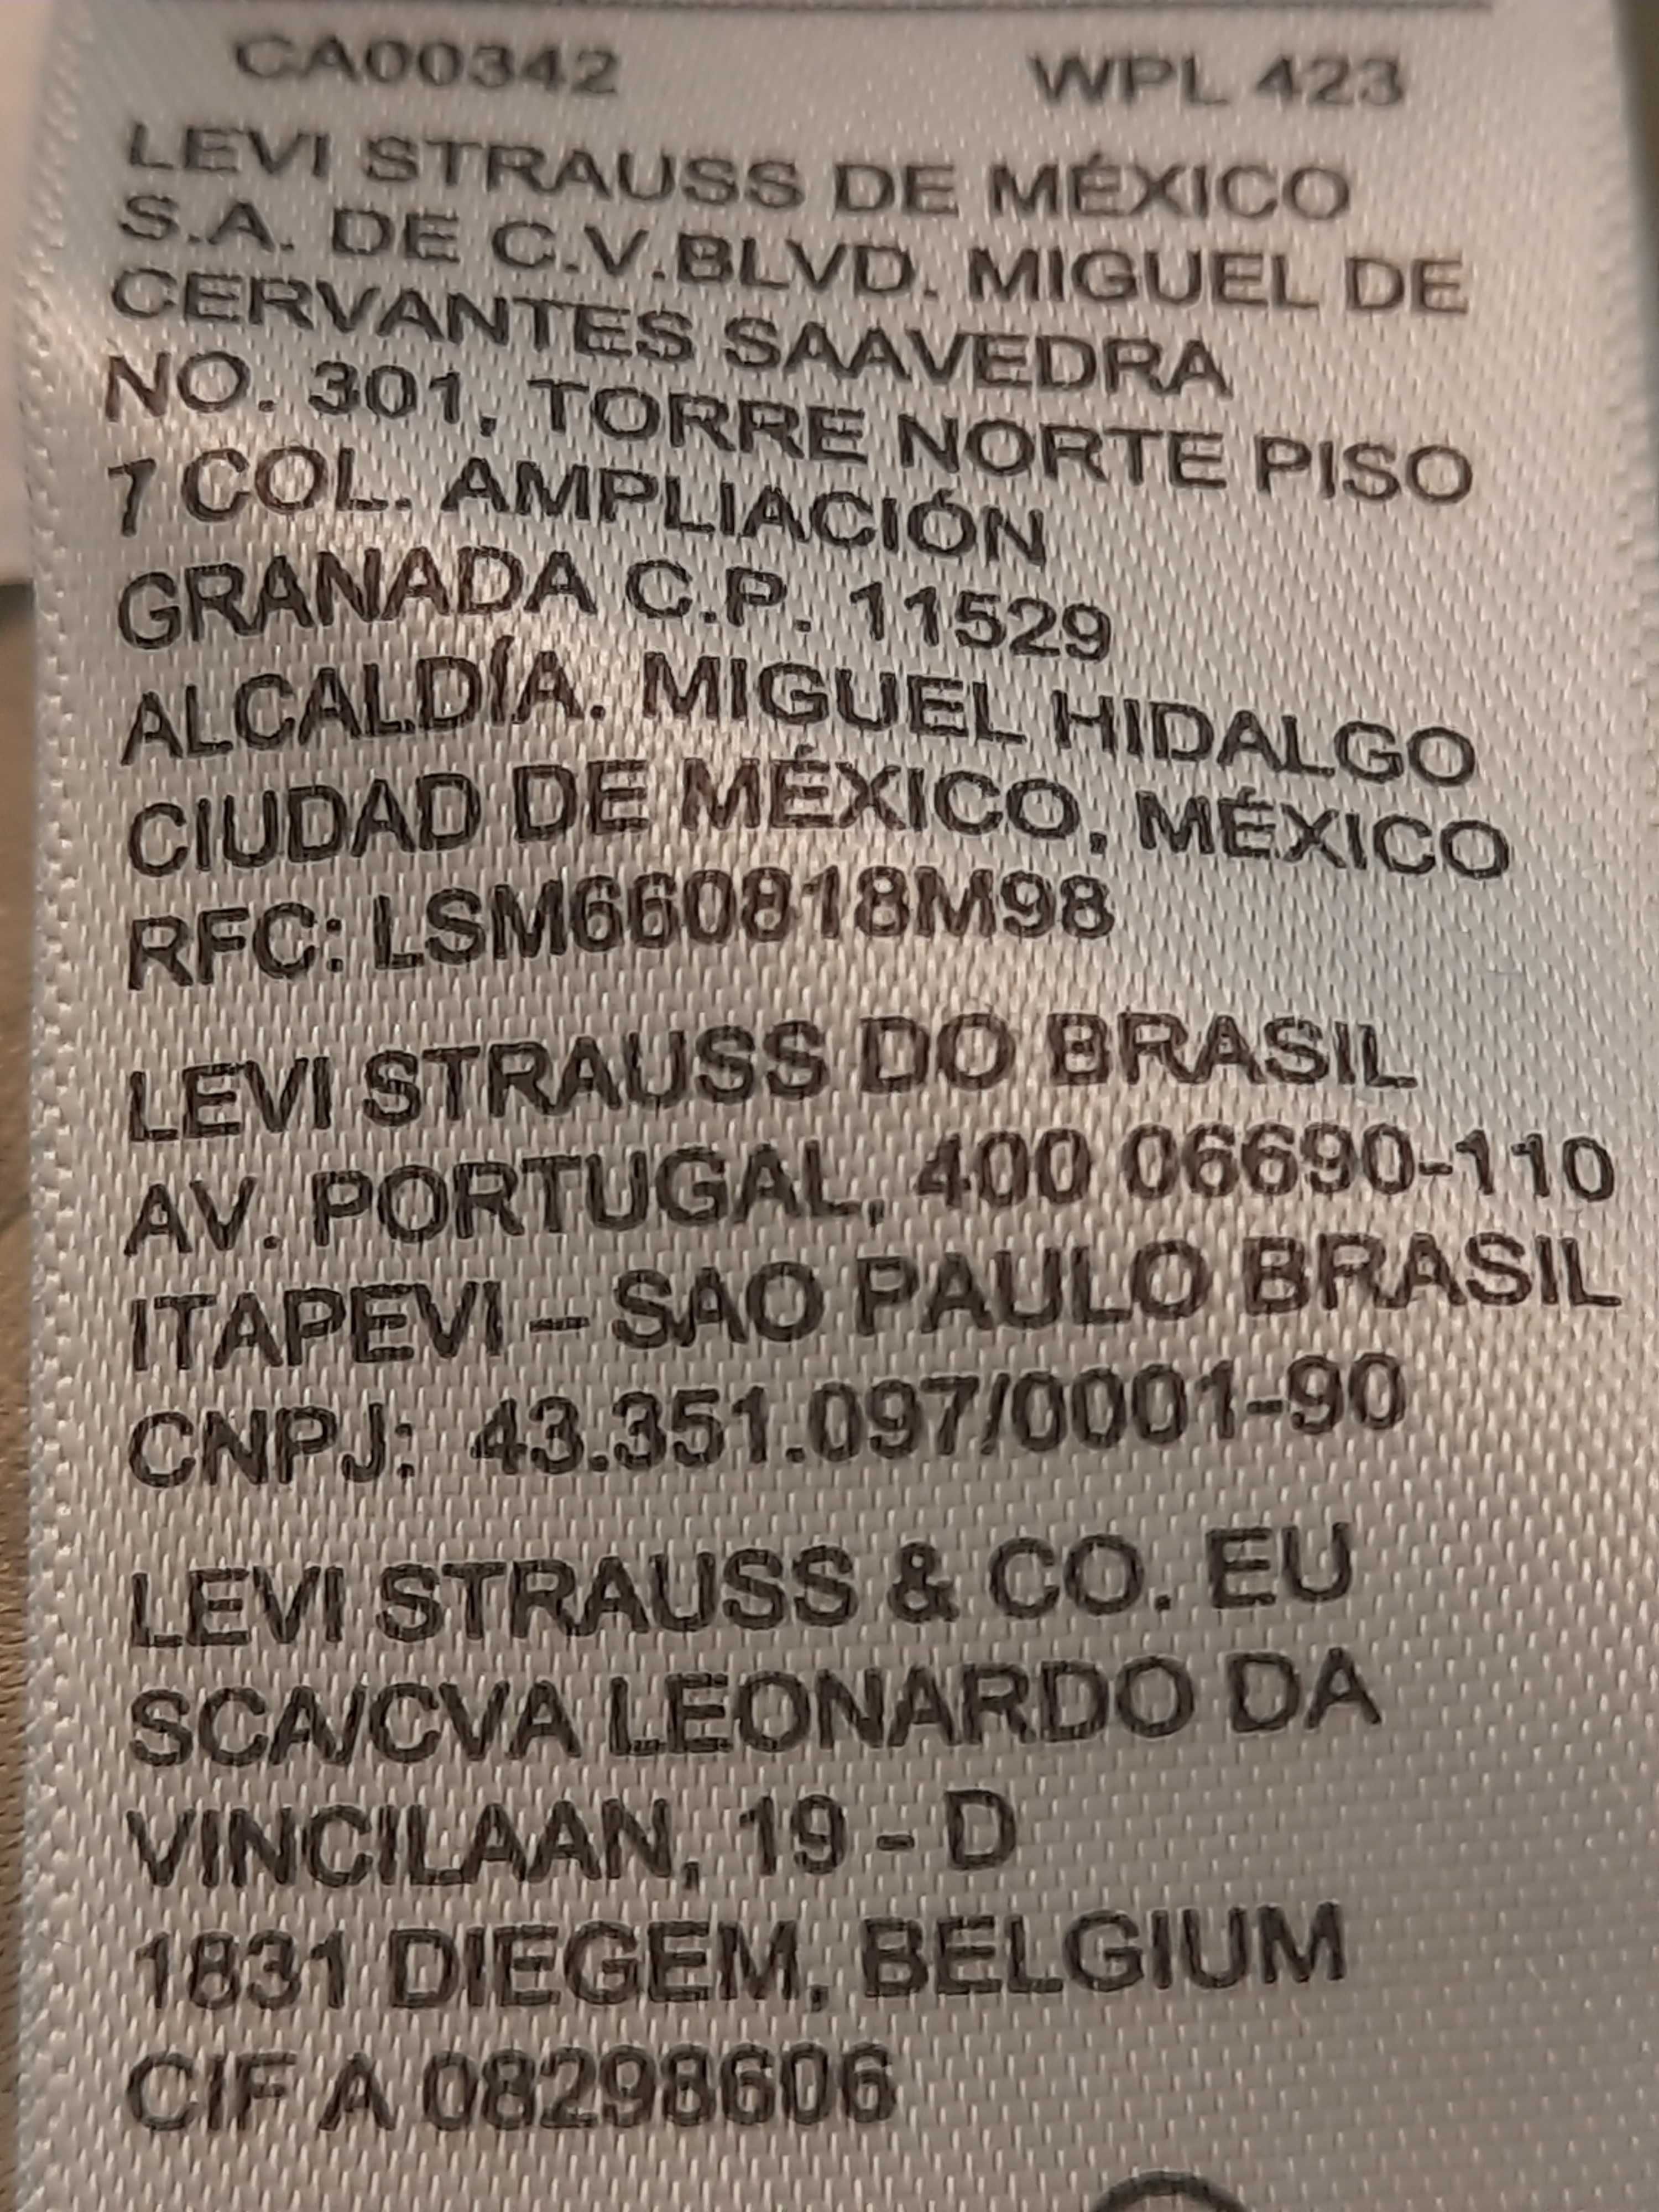 CA00342 WPL 423
LEVI STRAUSS DE MÉXICO
S.A. DE C.V.BLVD. MIGUEL DE
CERVANTES SAAVEDRA
NO. 301, TORRE NORTE PISO
7 COL. AMPLIACIÓN
GRANADA C.P. 11529
ALCALDÍA. MIGUEL HIDALGO
CIUDAD DE MÉXICO, MÉXICO
RFC: LSM660818M98
LEVI STRAUSS DO BRASIL
AV. PORTUGAL, 400 06690-110
ITAPEVI – SAO PAULO BRASIL
CNPJ: 43.351.097/0001-90
LEVI STRAUSS & CO. EU
SCA/CVA LEONARDO DA
VINCILAAN, 19 - D
1831 DIEGEM, BELGIUM
CIF A 08298606